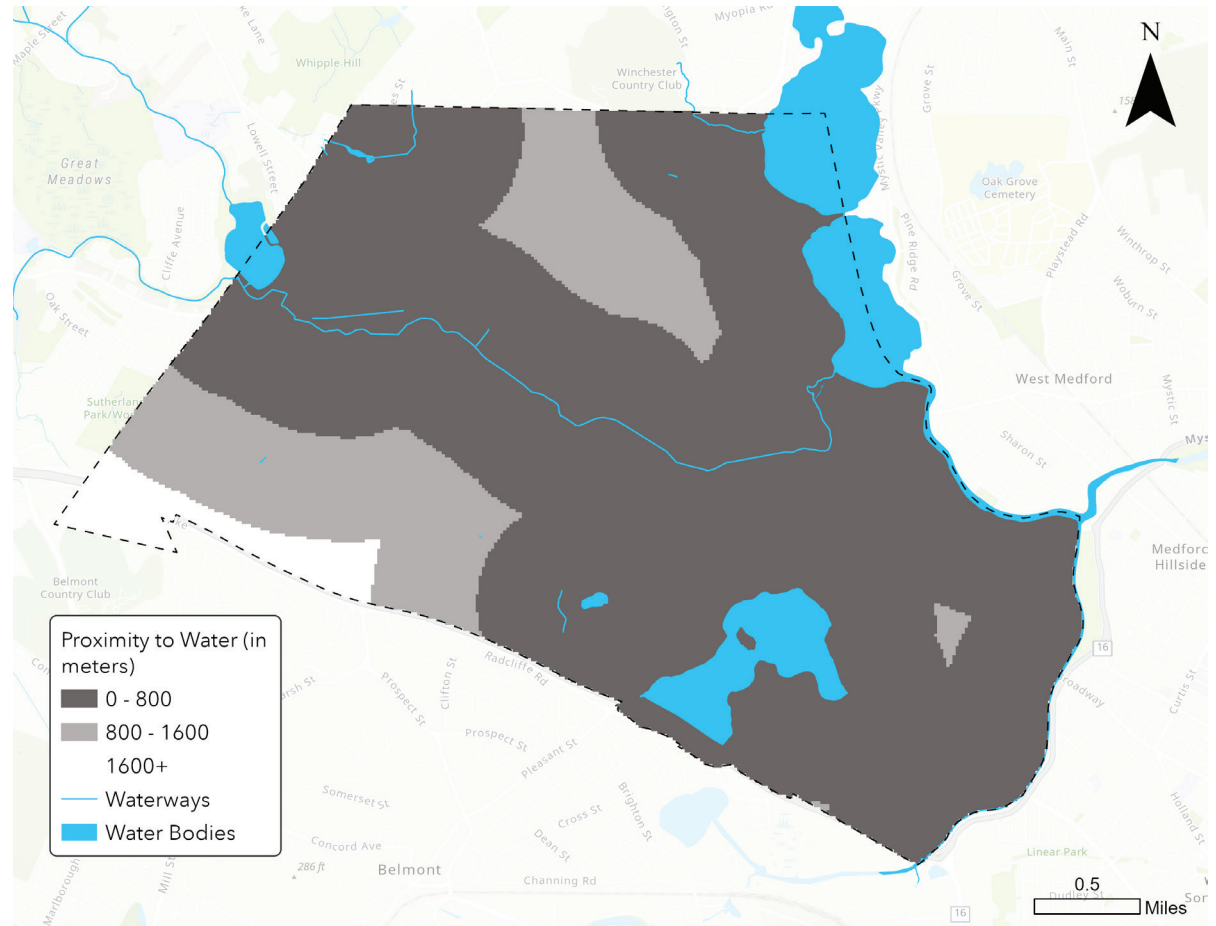 Maple Street
Lake Lane
Whipple Hill
Myopia Rd
Winchester
Country Club
Main St
Grove St
N
Mystic Valley Pkwy
Lowell Street
Great
Meadows
Oak Grove
Cemetery
Cliffe Avenue
Pine Ridge Rd
Playstead Rd
Winthrop St
Woburn St
Grove St
Oak Street
West Medford
Mystic St
Sharon St
Medford
Hillside
Belmont
Country Club
16
Radcliffe Rd
Clifton St
Prospect St
Prospect St
Pleasant St
Brighton St
Cross St
Dean St
Somerset St
Concord Ave
286 ft
Belmont
Channing Rd
Mill St
Curtis St
Holland St
Linear Park
Dudley St
16
Proximity to Water (in
meters)
0 - 800
800 - 1600
1600+
Waterways
Water Bodies
0.5
Miles